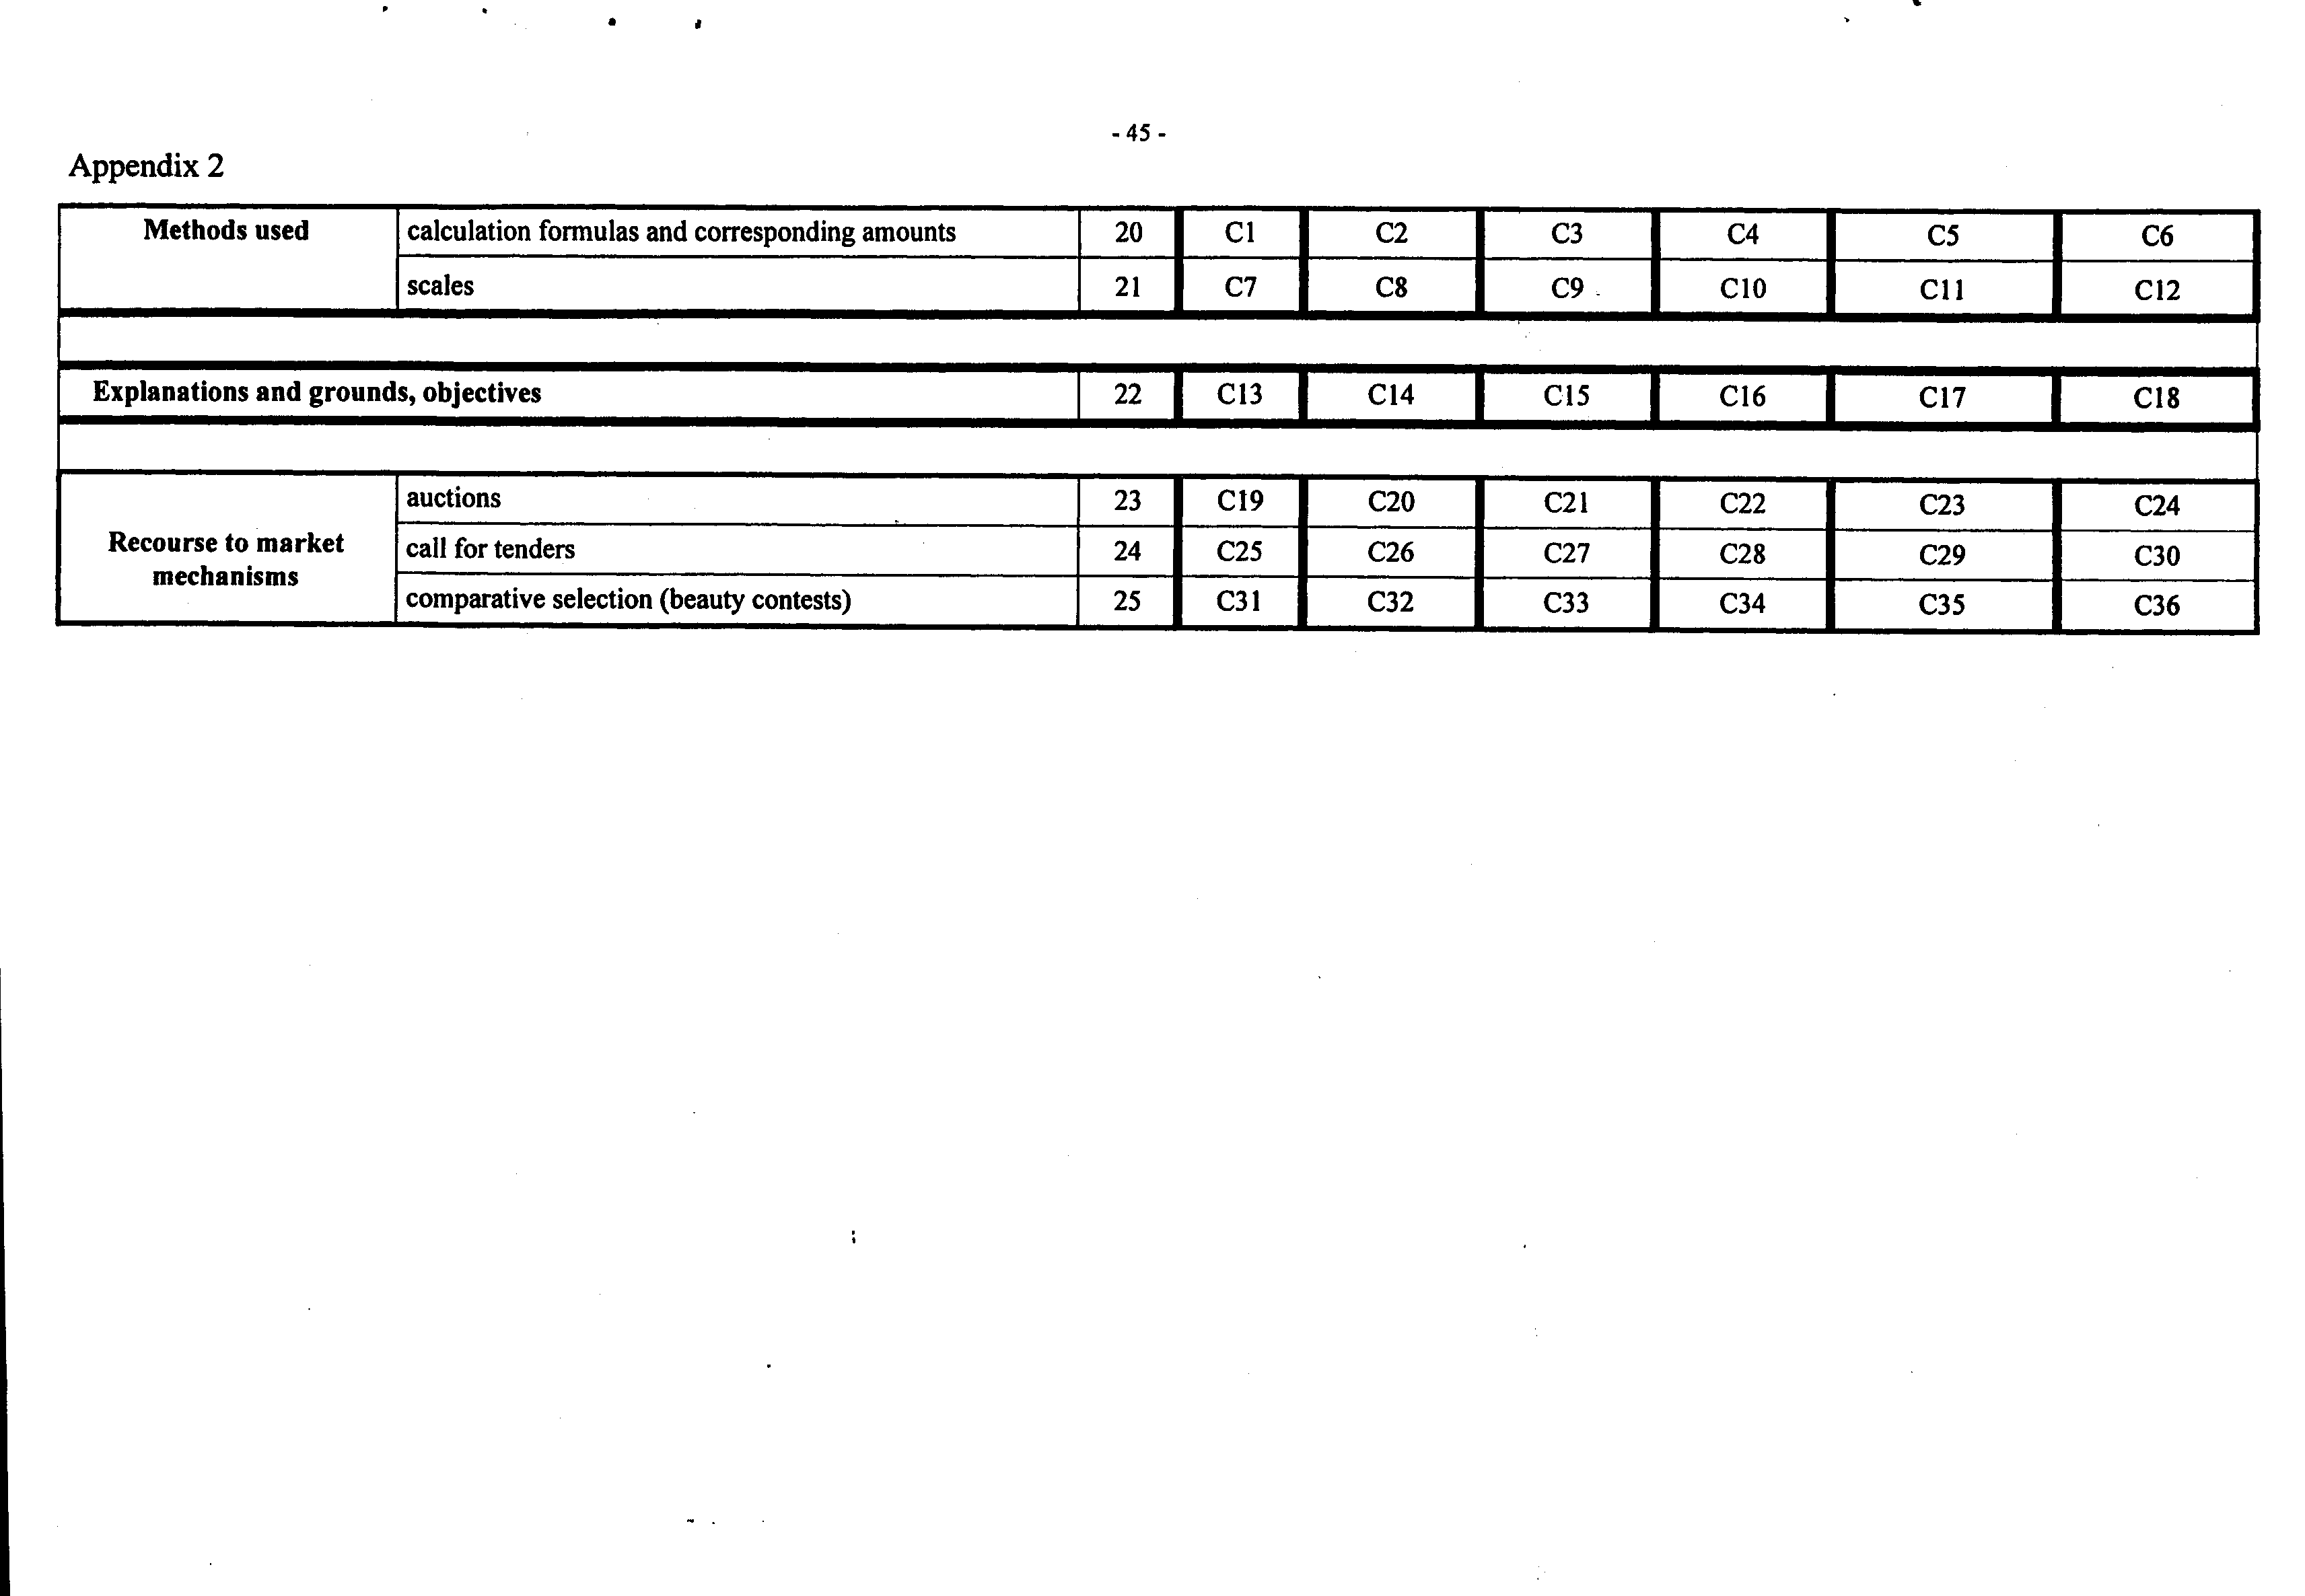 - 45 -
Appendix 2
Methods used calculation formulas and corresponding amounts 20 C1 C2 C3 C4 C5 C6
scales 21 C7 C8 C9 C10 C11 C12
Explanations and grounds, objectives 22 C13 C14 C15 C16 C17 C18
auctions 23 C19 C20 C21 C22 C23 C24
Recourse to market
mechanisms
call for tenders 24 C25 C26 C27 C28 C29 C30
comparative selection (beauty contests) 25 C31 C32 C33 C34 C35 C36